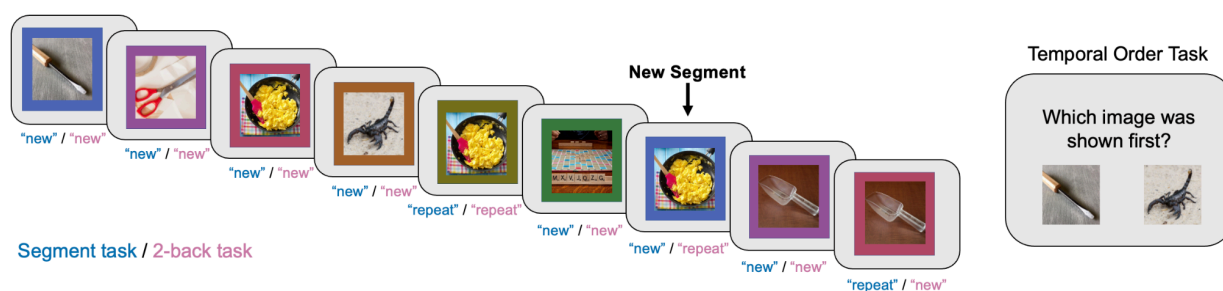 Temporal Order Task
New Segment
Which image was
shown first?
“new” / “new”
“new” / “new”
“new” / “new”
“new” / “new”
“repeat” / “repeat”
“new” / “new”
“new” / “repeat”
“new” / “new”
“repeat” / “new”
Segment task / 2-back task